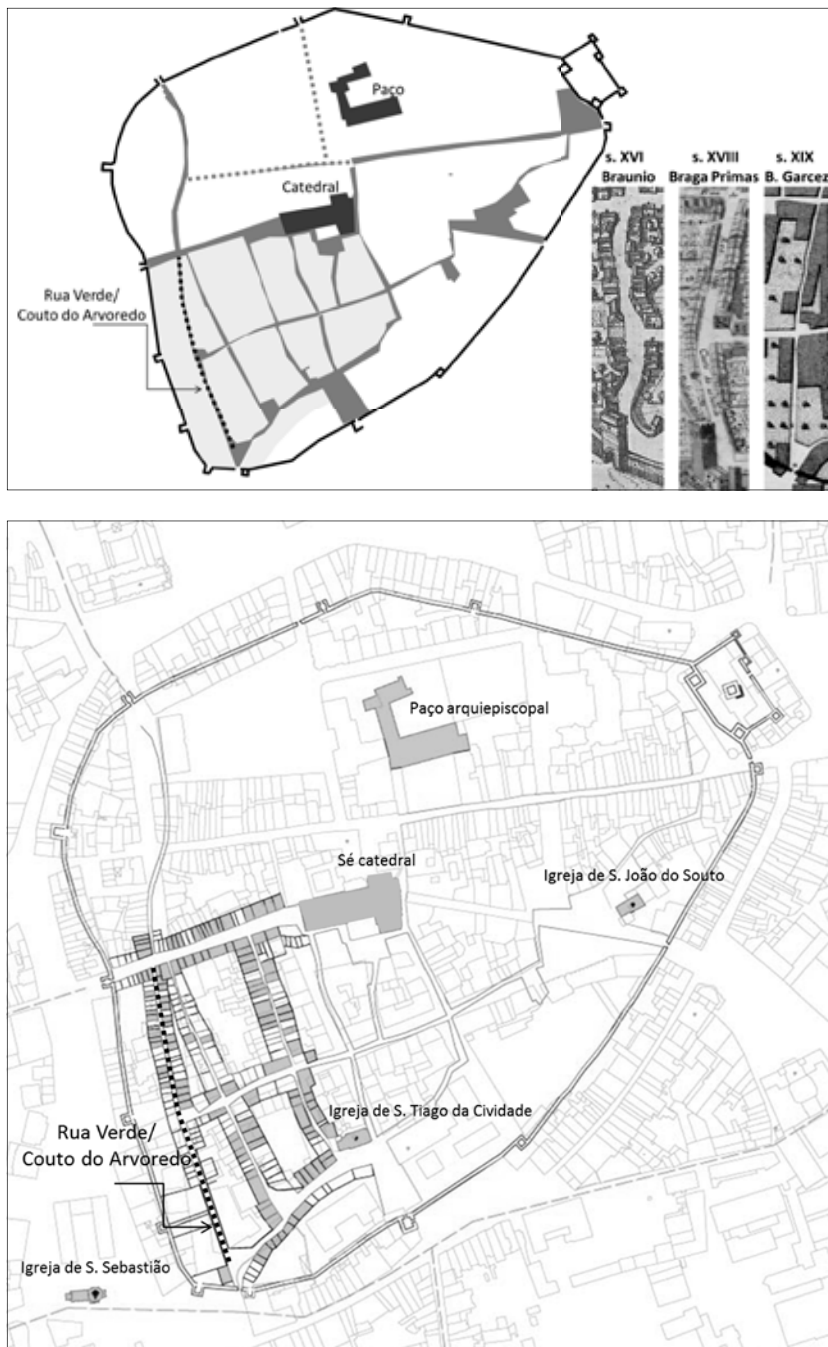 Paço
Catedral
Rua Verde/
Couto do Arvoredo
s. XVI
Braunio
s. XVIII
Braga Primas
s. XIX
B. Garcez
Paço arquiepiscopal
Sé catedral
Igreja de S. João do Souto
Igreja de S. Tiago da Cividade
Rua Verde/
Couto do Arvoredo
Igreja de S. Sebastião